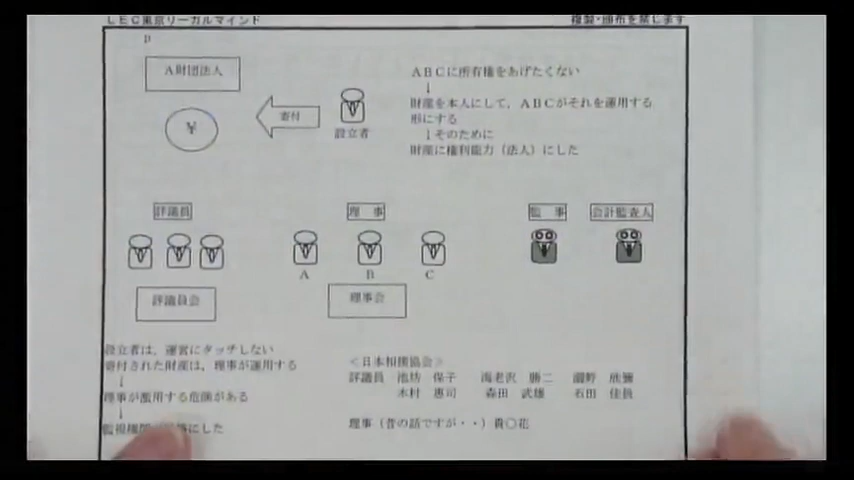 LEC東京リーガルマインド
複製・頒布を禁じます
p
A財団法人
¥
寄付
設立者
ABCに所有権をあげたくない
↓
財産を本人にして、ABCがそれを運用する
形にする
↓そのために
財産に権利能力（法人）にした
評議員
理 事
監 事
会計監査人
A
B
C
評議員会
理事会
設立者は、運営にタッチしない
寄付された財産は、理事が運用する
↓
理事が濫用する危険がある
↓
監視機関
にした
＜日本相撲協会＞
評議員 池坊 保子 海老沢 勝二
木村 恵司 森田 武雄 石田 佳員
理事（昔の話ですが・・）貴○花